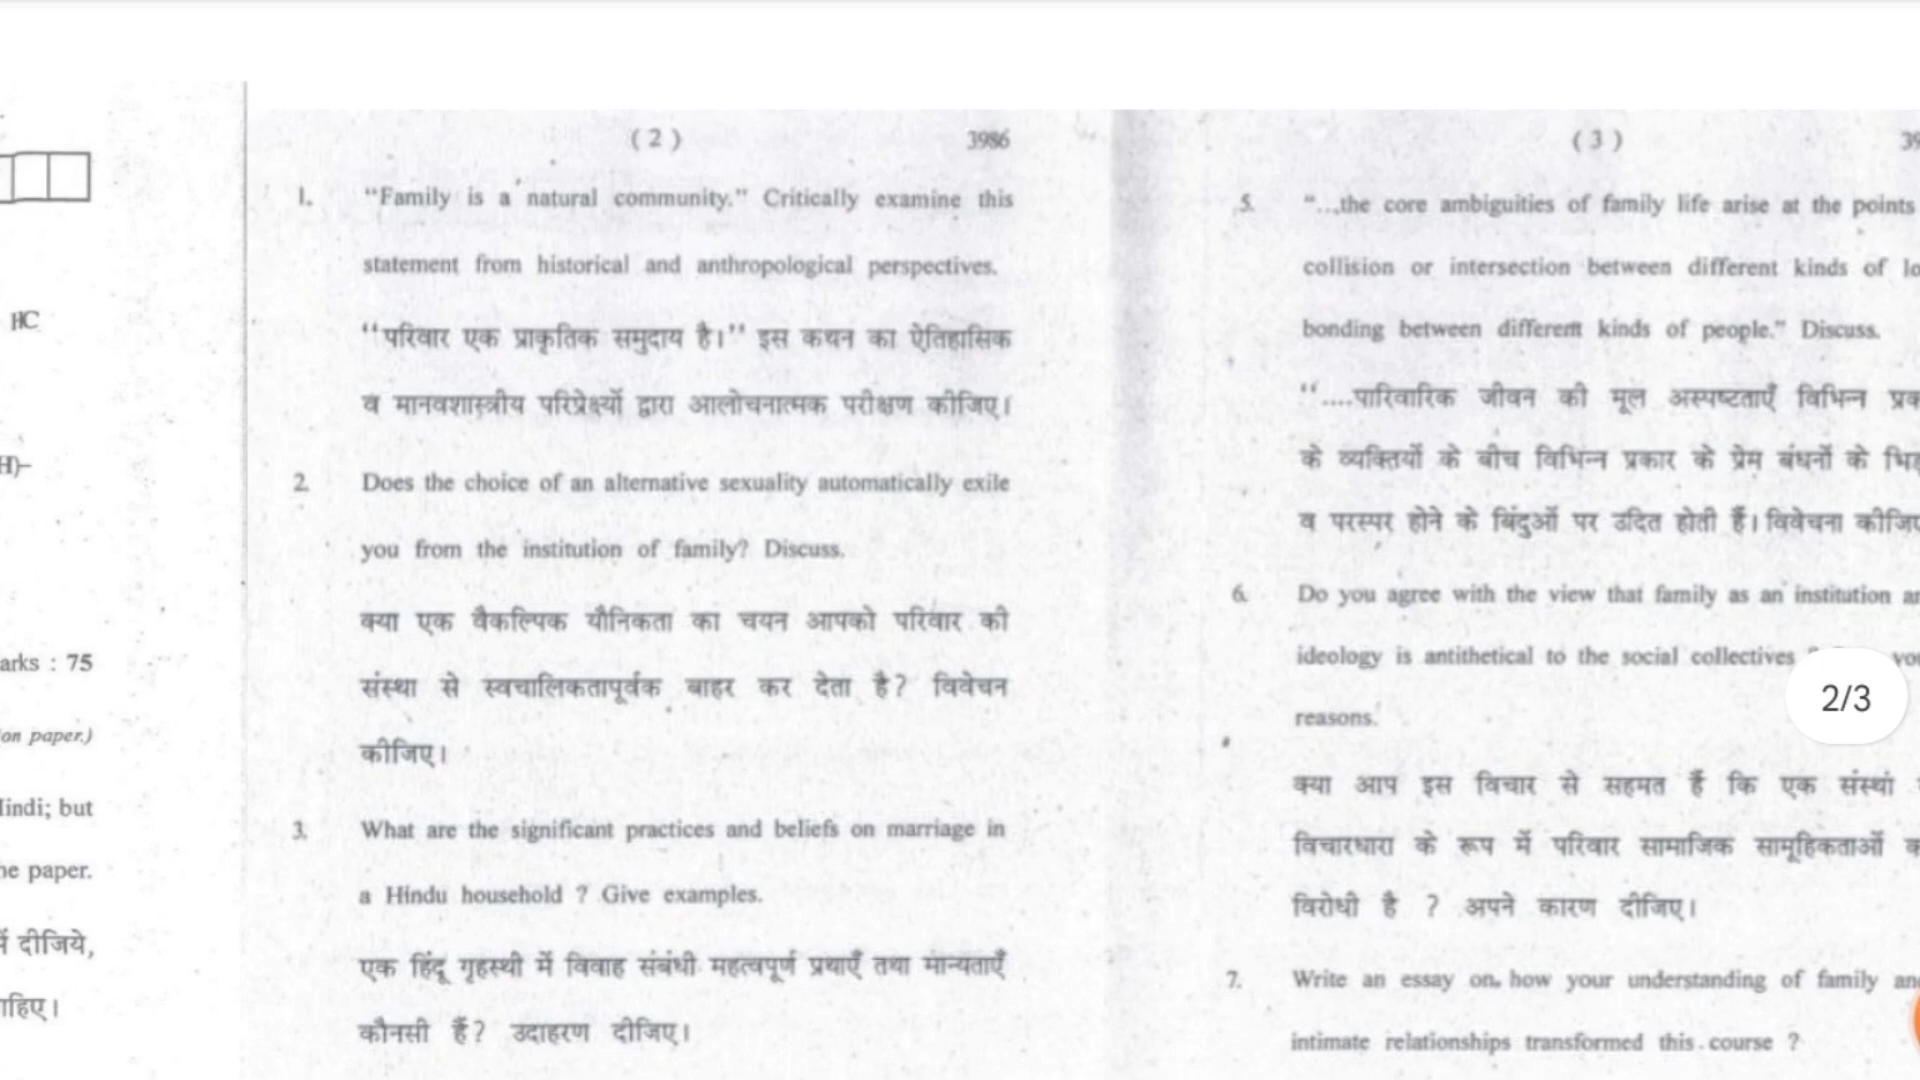 HC
H)–
arks : 75
on paper.)
lindi; but
he paper.
में दीजिये,
ाहिए।
( 2 ) 3986
1. “Family is a natural community.” Critically examine this
statement from historical and anthropological perspectives.
‘‘परिवार एक प्राकृतिक समुदाय है।’’ इस कथन का ऐतिहासिक
व मानवशास्त्रीय परिप्रेक्ष्यों द्वारा आलोचनात्मक परीक्षण कीजिए।
2. Does the choice of an alternative sexuality automatically exile
you from the institution of family? Discuss.
क्या एक वैकल्पिक यौनिकता का चयन आपको परिवार की
संस्था से स्वचालिकतापूर्वक बाहर कर देता है? विवेचन
कीजिए।
3. What are the significant practices and beliefs on marriage in
a Hindu household ? Give examples.
एक हिंदू गृहस्थी में विवाह संबंधी महत्वपूर्ण प्रथाएँ तथा मान्यताएँ
कौनसी हैं? उदाहरण दीजिए।
( 3 ) 39
5. “...the core ambiguities of family life arise at the points
collision or intersection between different kinds of lo
bonding between different kinds of people.” Discuss.
‘‘....पारिवारिक जीवन की मूल अस्पष्टताएँ विभिन्न प्रक
के व्यक्तियों के बीच विभिन्न प्रकार के प्रेम बंधनों के भिड़
व परस्पर होने के बिंदुओं पर उदित होती हैं। विवेचना कीजिए
6. Do you agree with the view that family as an institution an
ideology is antithetical to the social collectives you
reasons.
क्या आप इस विचार से सहमत हैं कि एक संस्थां
विचारधारा के रूप में परिवार सामाजिक सामूहिकताओं क
विरोधी है ? अपने कारण दीजिए।
7. Write an essay on how your understanding of family and
intimate relationships transformed this course ?
2/3